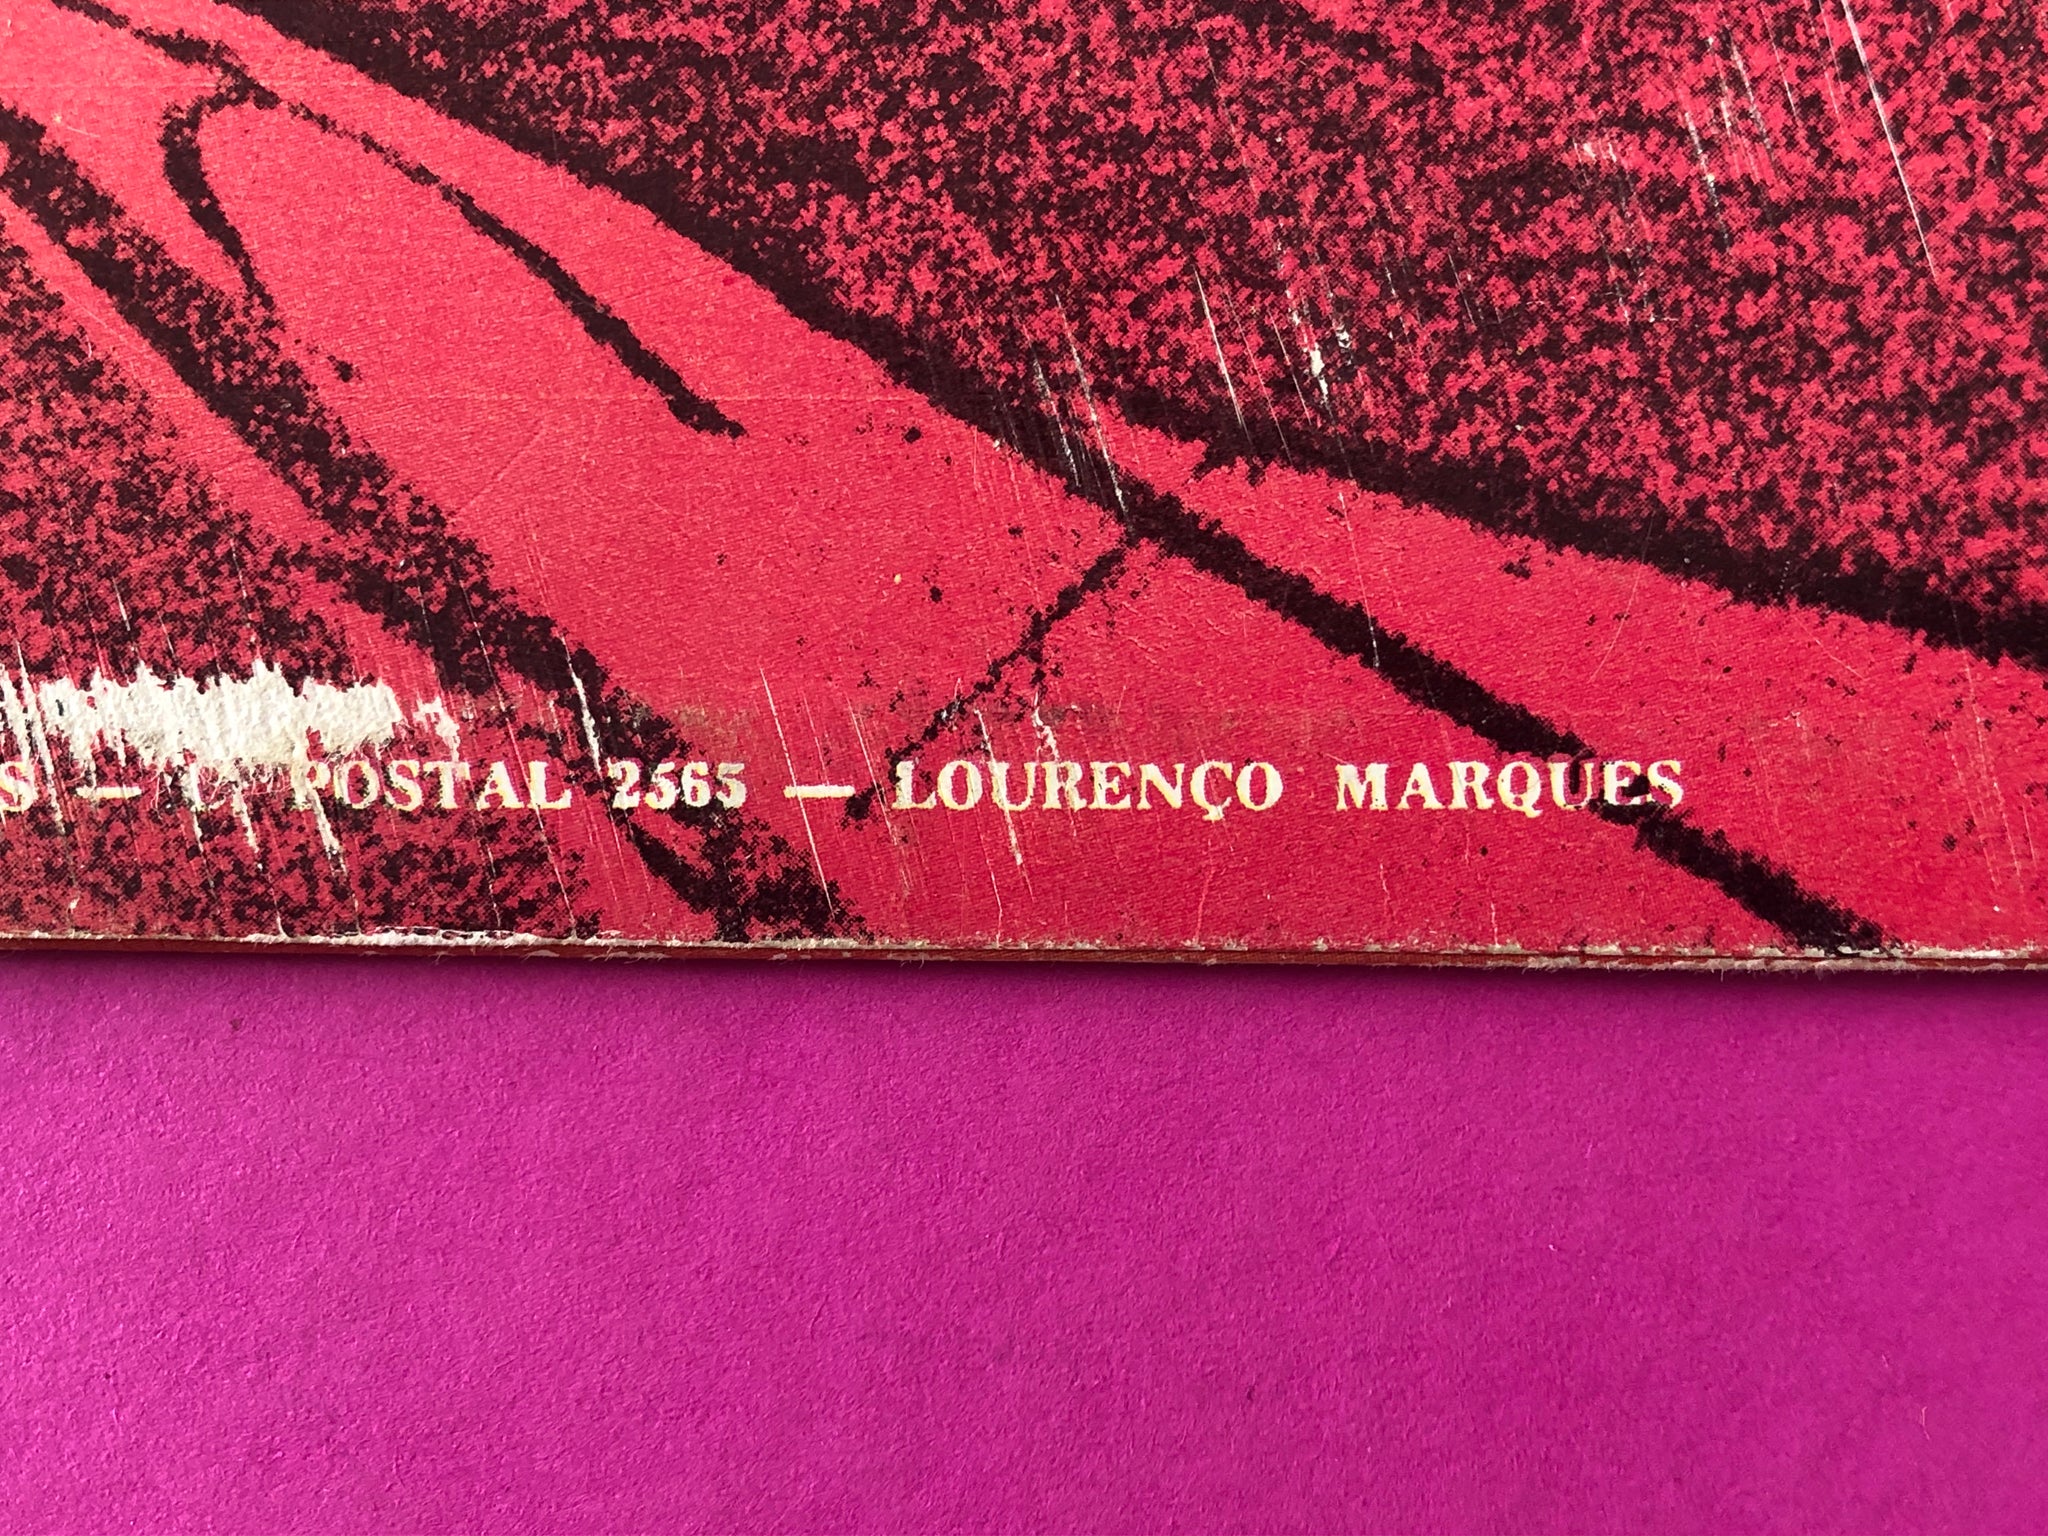 S — C. POSTAL 2565 — LOURENÇO MARQUES